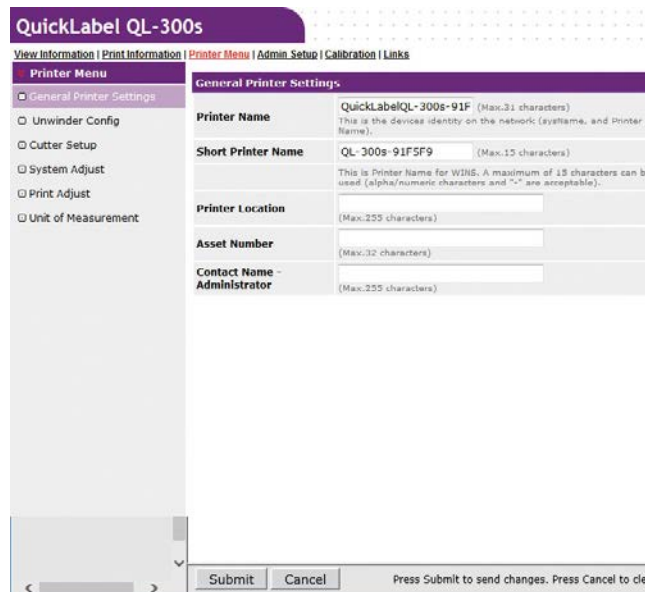 QuickLabel QL-300s
View Information | Print Information | Printer Menu | Admin Setup | Calibration | Links
Printer Menu
General Printer Settings
Unwinder Config
Cutter Setup
System Adjust
Print Adjust
Unit of Measurement
General Printer Settings
Printer Name
QuickLabelQL-300s-91F (Max.31 characters)
This is the devices identity on the network (sysName, and Printer
Name).
Short Printer Name
QL-300s-91F5F9 (Max.15 characters)
This is Printer Name for WINS. A maximum of 15 characters can b
used (alpha/numeric characters and "-" are acceptable).
Printer Location
(Max.255 characters)
Asset Number
(Max.32 characters)
Contact Name -
Administrator
(Max.255 characters)
Submit Cancel Press Submit to send changes. Press Cancel to cle